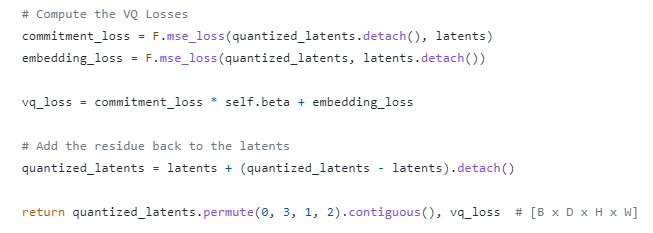 # Compute the VQ Losses
commitment_loss = F.mse_loss(quantized_latents.detach(), latents)
embedding_loss = F.mse_loss(quantized_latents, latents.detach())
vq_loss = commitment_loss * self.beta + embedding_loss
# Add the residue back to the latents
quantized_latents = latents + (quantized_latents - latents).detach()
return quantized_latents.permute(0, 3, 1, 2).contiguous(), vq_loss  # [B x D x H x W]